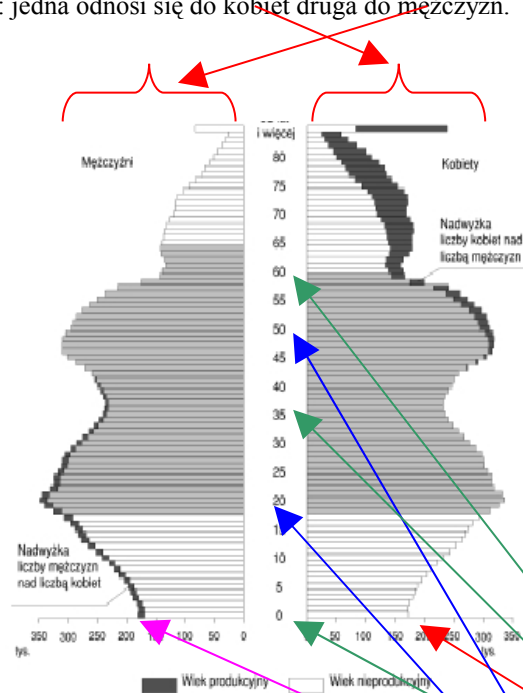 : jedna odnosi się do kobiet druga do mężczyzn.
i więcej
Mężczyźni
Kobiety
80
75
70
65
60
55
50
45
40
35
30
25
20
15
10
5
0
Nadwyżka
liczby kobiet nad
liczbą mężczyzn
Nadwyżka
liczby mężczyzn
nad liczbą kobiet
350 300 250 200 150 100 50 0
50 100 150 200 250 300 35
tys.
tys.
Wiek produkcyjny
Wiek nieprodukcyjny